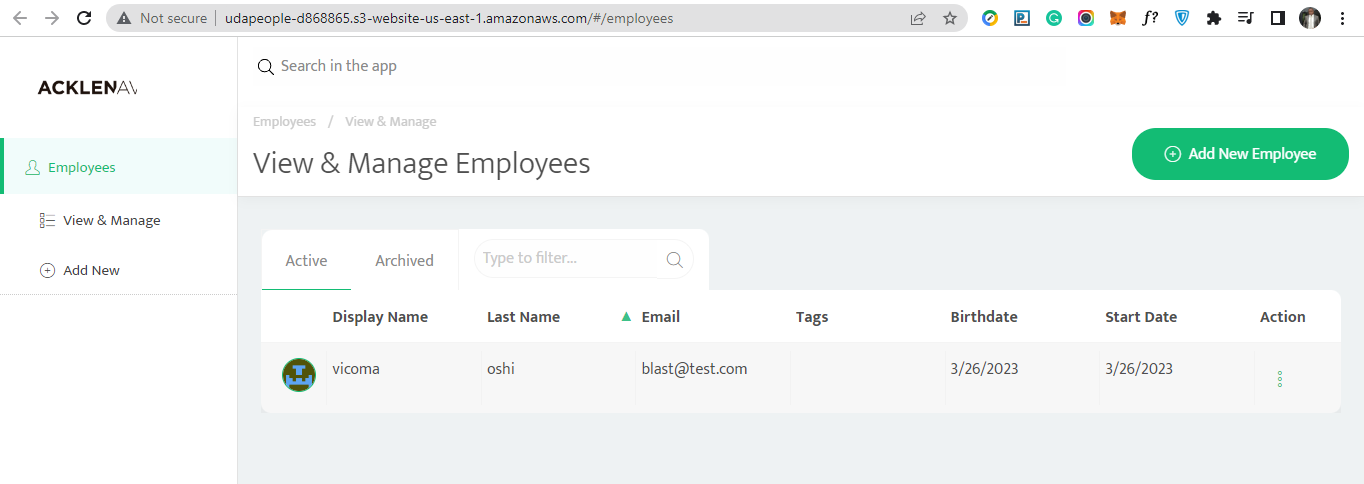 Not secure | udapeople-d868865.s3-website-us-east-1.amazonaws.com/#/employees
f?
ACKLENAV
Search in the app
Employees / View & Manage
View & Manage Employees
Add New Employee
Employees
View & Manage
Add New
Active Archived Type to filter...
Display Name Last Name Email Tags Birthdate Start Date Action
vicoma oshi blast@test.com 3/26/2023 3/26/2023